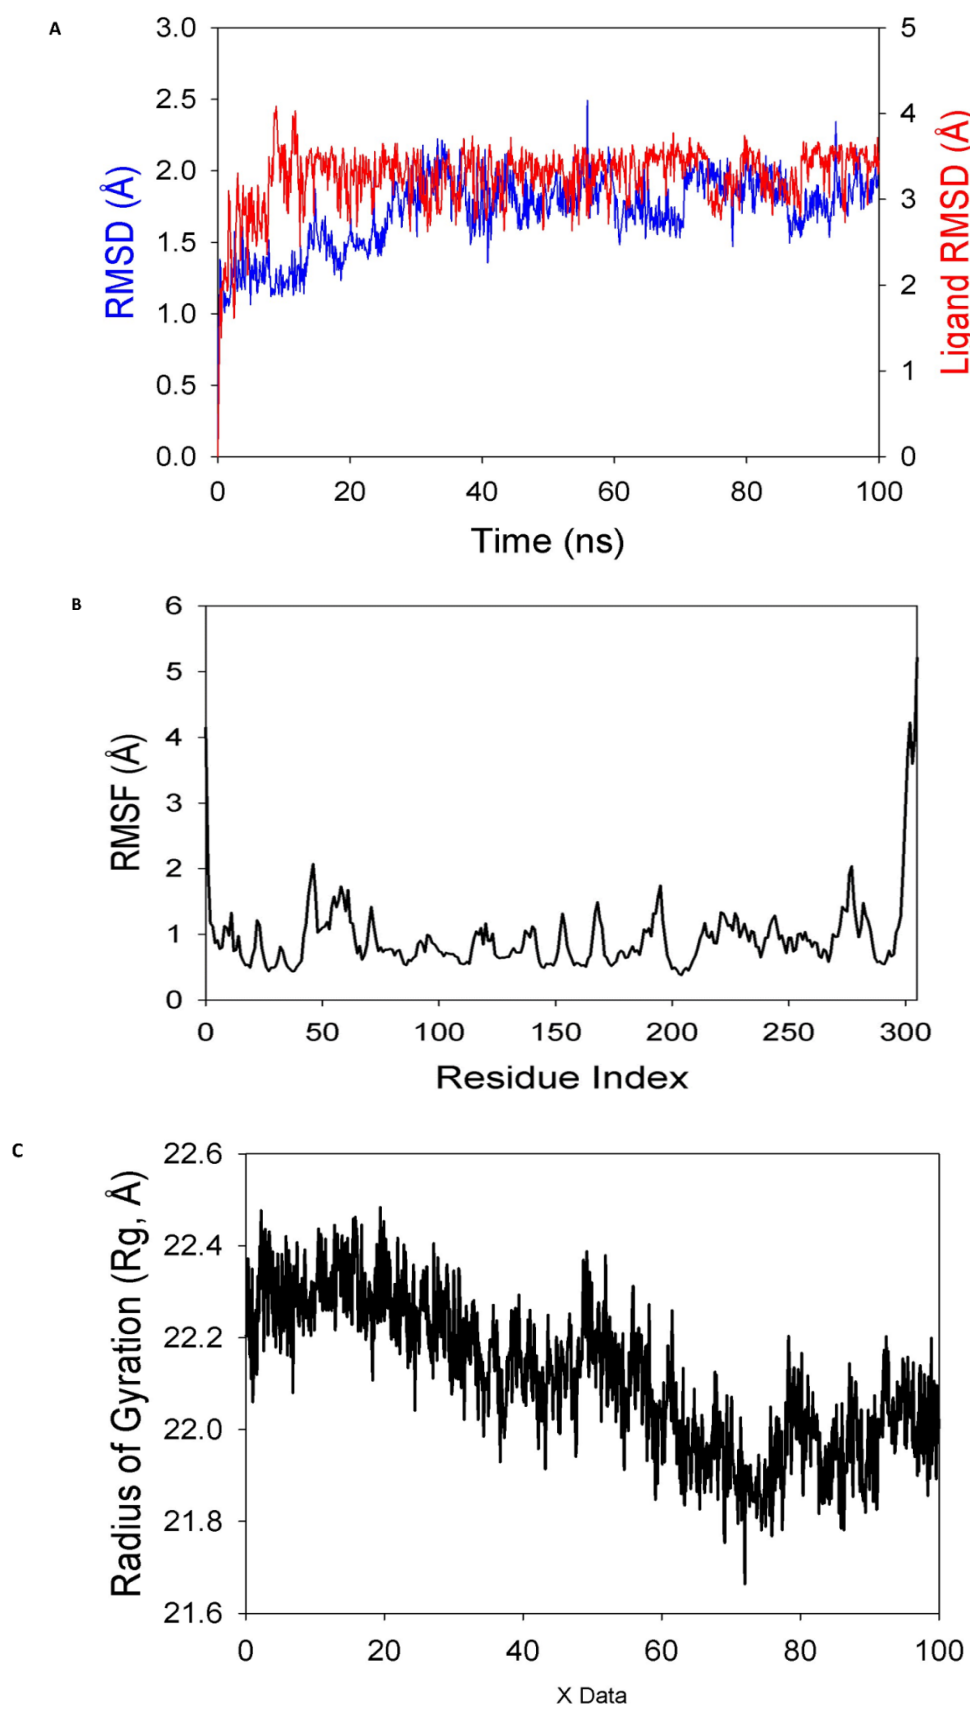 A
3.0
2.5
2.0
1.5
1.0
0.5
0.0
RMSD (Å)
5
4
3
2
1
0
Ligand RMSD (Å)
0 20 40 60 80 100
Time (ns)
B
6
5
4
3
2
1
0
RMSF (Å)
0 50 100 150 200 250 300
Residue Index
C
22.6
22.4
22.2
22.0
21.8
21.6
Radius of Gyration (Rg, Å)
0 20 40 60 80 100
X Data